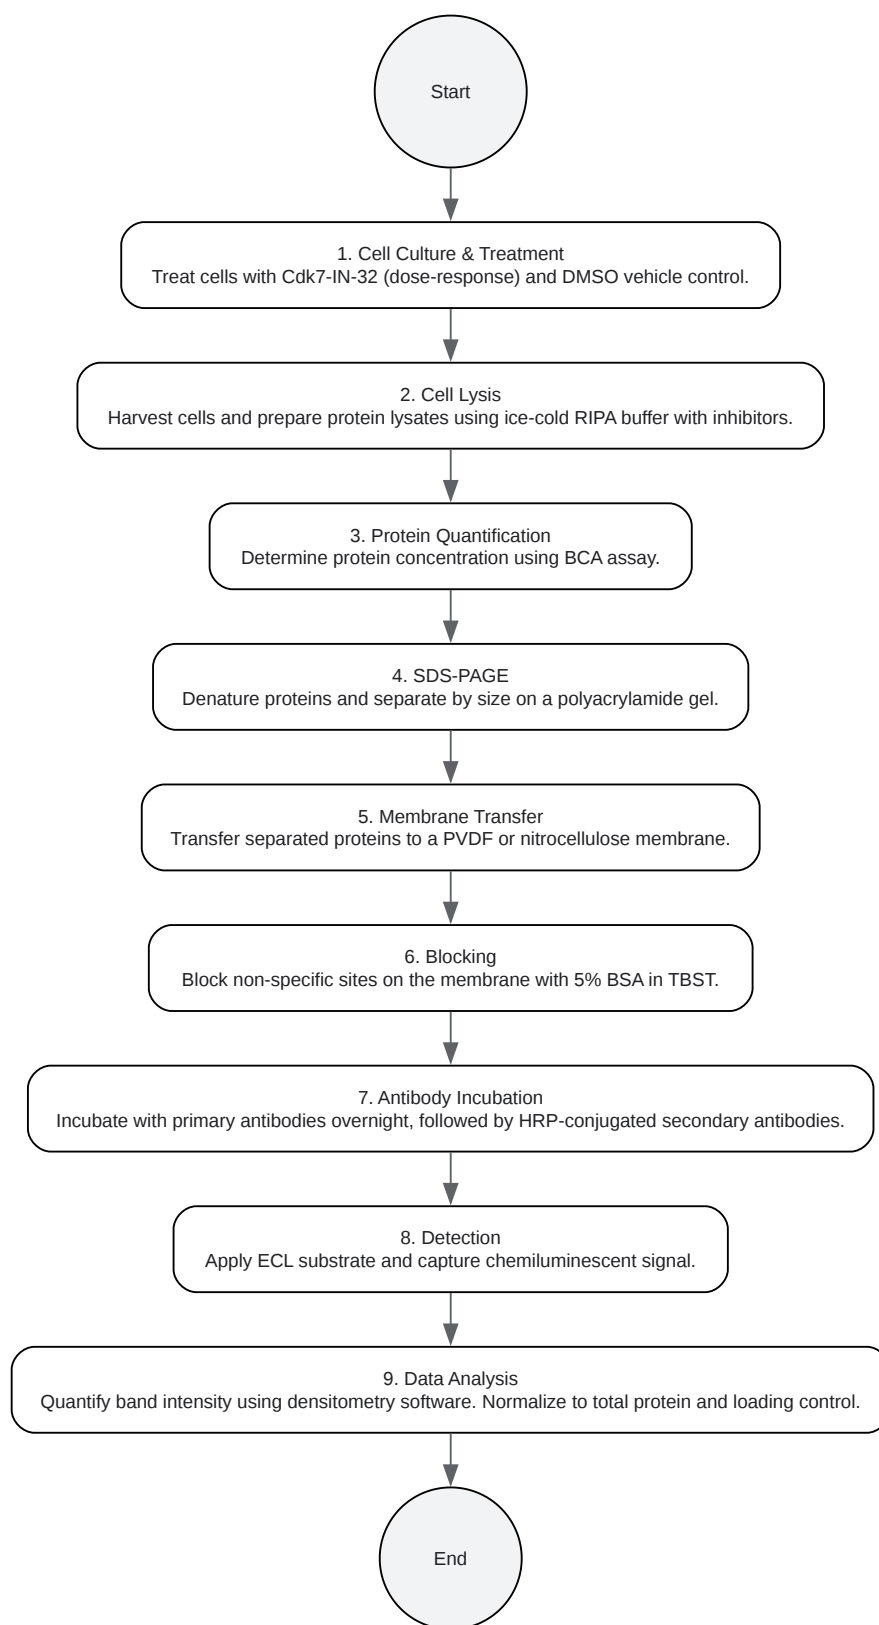 Start
1. Cell Culture & Treatment
Treat cells with Cdk7-IN-32 (dose-response) and DMSO vehicle control.
2. Cell Lysis
Harvest cells and prepare protein lysates using ice-cold RIPA buffer with inhibitors.
3. Protein Quantification
Determine protein concentration using BCA assay.
4. SDS-PAGE
Denature proteins and separate by size on a polyacrylamide gel.
5. Membrane Transfer
Transfer separated proteins to a PVDF or nitrocellulose membrane.
6. Blocking
Block non-specific sites on the membrane with 5% BSA in TBST.
7. Antibody Incubation
Incubate with primary antibodies overnight, followed by HRP-conjugated secondary antibodies.
8. Detection
Apply ECL substrate and capture chemiluminescent signal.
9. Data Analysis
Quantify band intensity using densitometry software. Normalize to total protein and loading control.
End